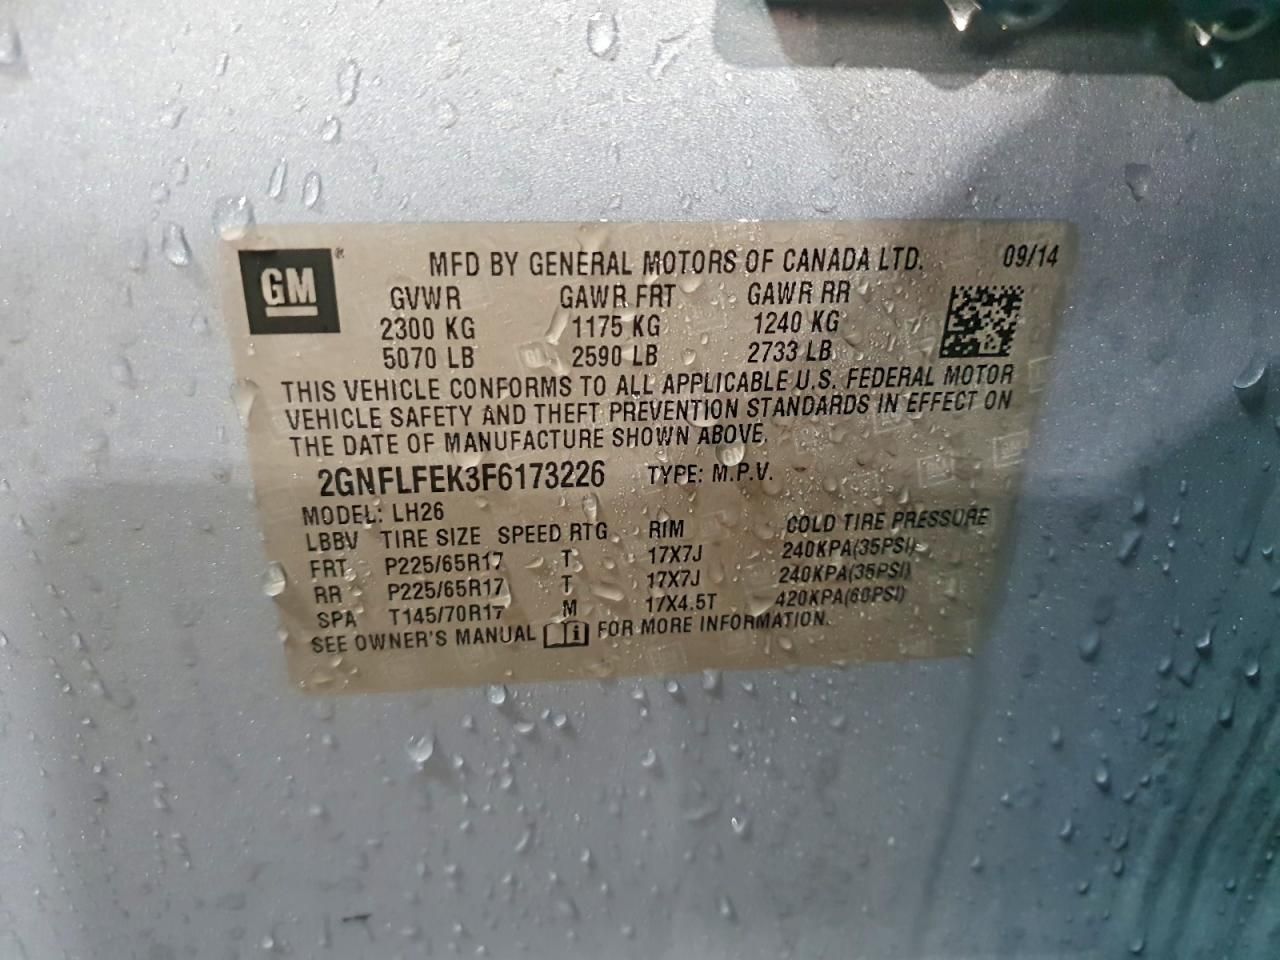 GM ®
MFD BY GENERAL MOTORS OF CANADA LTD. 09/14
GVWR GAWR FRT GAWR RR
2300 KG 1175 KG 1240 KG
5070 LB 2590 LB 2733 LB
THIS VEHICLE CONFORMS TO ALL APPLICABLE U.S. FEDERAL MOTOR
VEHICLE SAFETY AND THEFT PREVENTION STANDARDS IN EFFECT ON
THE DATE OF MANUFACTURE SHOWN ABOVE.
2GNFLFEK3F6173226 TYPE: M.P.V.
MODEL: LH26
LBBV TIRE SIZE SPEED RTG RIM COLD TIRE PRESSURE
FRT P225/65R17 T 17X7J 240KPA(35PSI)
RR P225/65R17 T 17X7J 240KPA(35PSI)
SPA T145/70R17 M 17X4.5T 420KPA(60PSI)
SEE OWNER'S MANUAL FOR MORE INFORMATION.